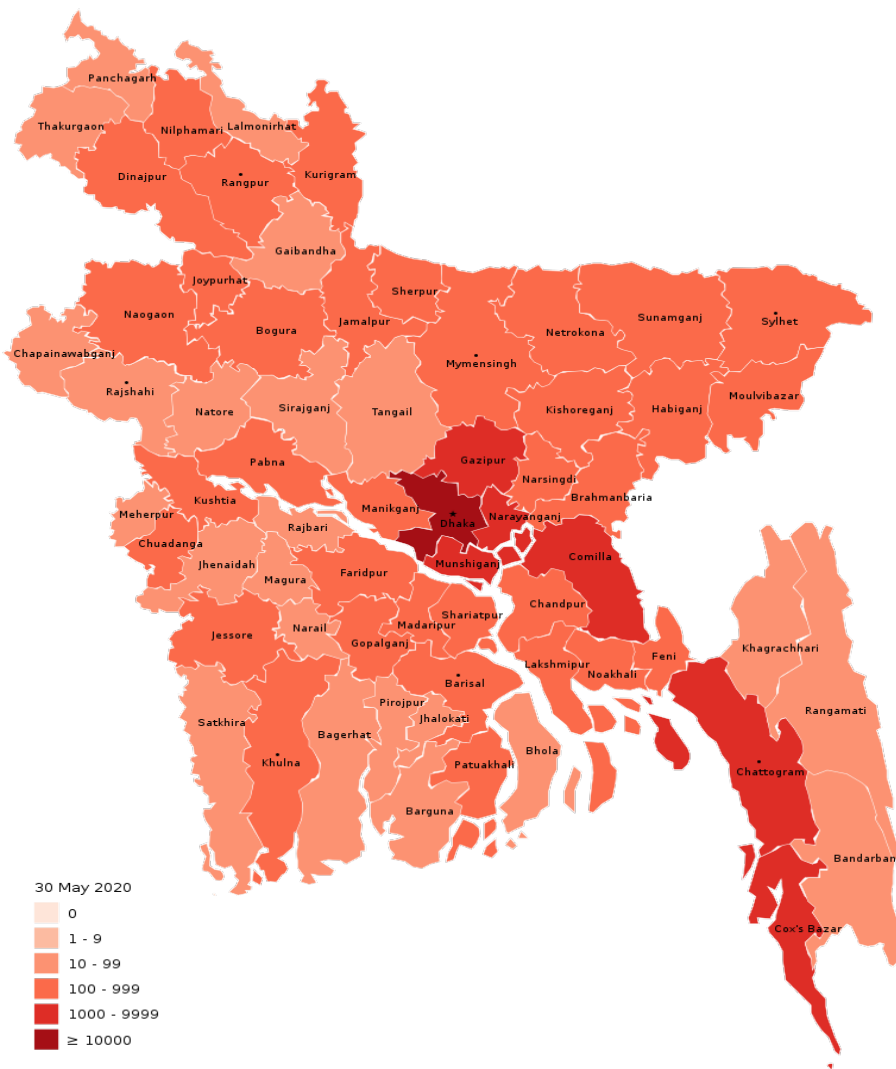 Panchagarh
Thakurgaon
Nilphamari
Lalmonirhat
Dinajpur
Rangpur
Kurigram
Gaibandha
Joypurhat
Sherpur
Naogaon
Bogura
Jamalpur
Sunamganj
Sylhet
Netrokona
Chapainawabganj
Mymensingh
Rajshahi
Moulvibazar
Natore
Sirajganj
Tangail
Kishoreganj
Habiganj
Pabna
Gazipur
Narsingdi
Kushtia
Brahmanbaria
Manikganj
Meherpur
Narayanganj
Dhaka
Rajbari
Chuadanga
Comilla
Jhenaidah
Munshiganj
Magura
Faridpur
Chandpur
Shariatpur
Madaripur
Narail
Jessore
Gopalganj
Khagrachhari
Feni
Lakshmipur
Noakhali
Barisal
Pirojpur
Rangamati
Jhalokati
Satkhira
Bagerhat
Bhola
Khulna
Patuakhali
Chattogram
Barguna
Bandarban
Cox's Bazar
30 May 2020
0
1 - 9
10 - 99
100 - 999
1000 - 9999
≥ 10000